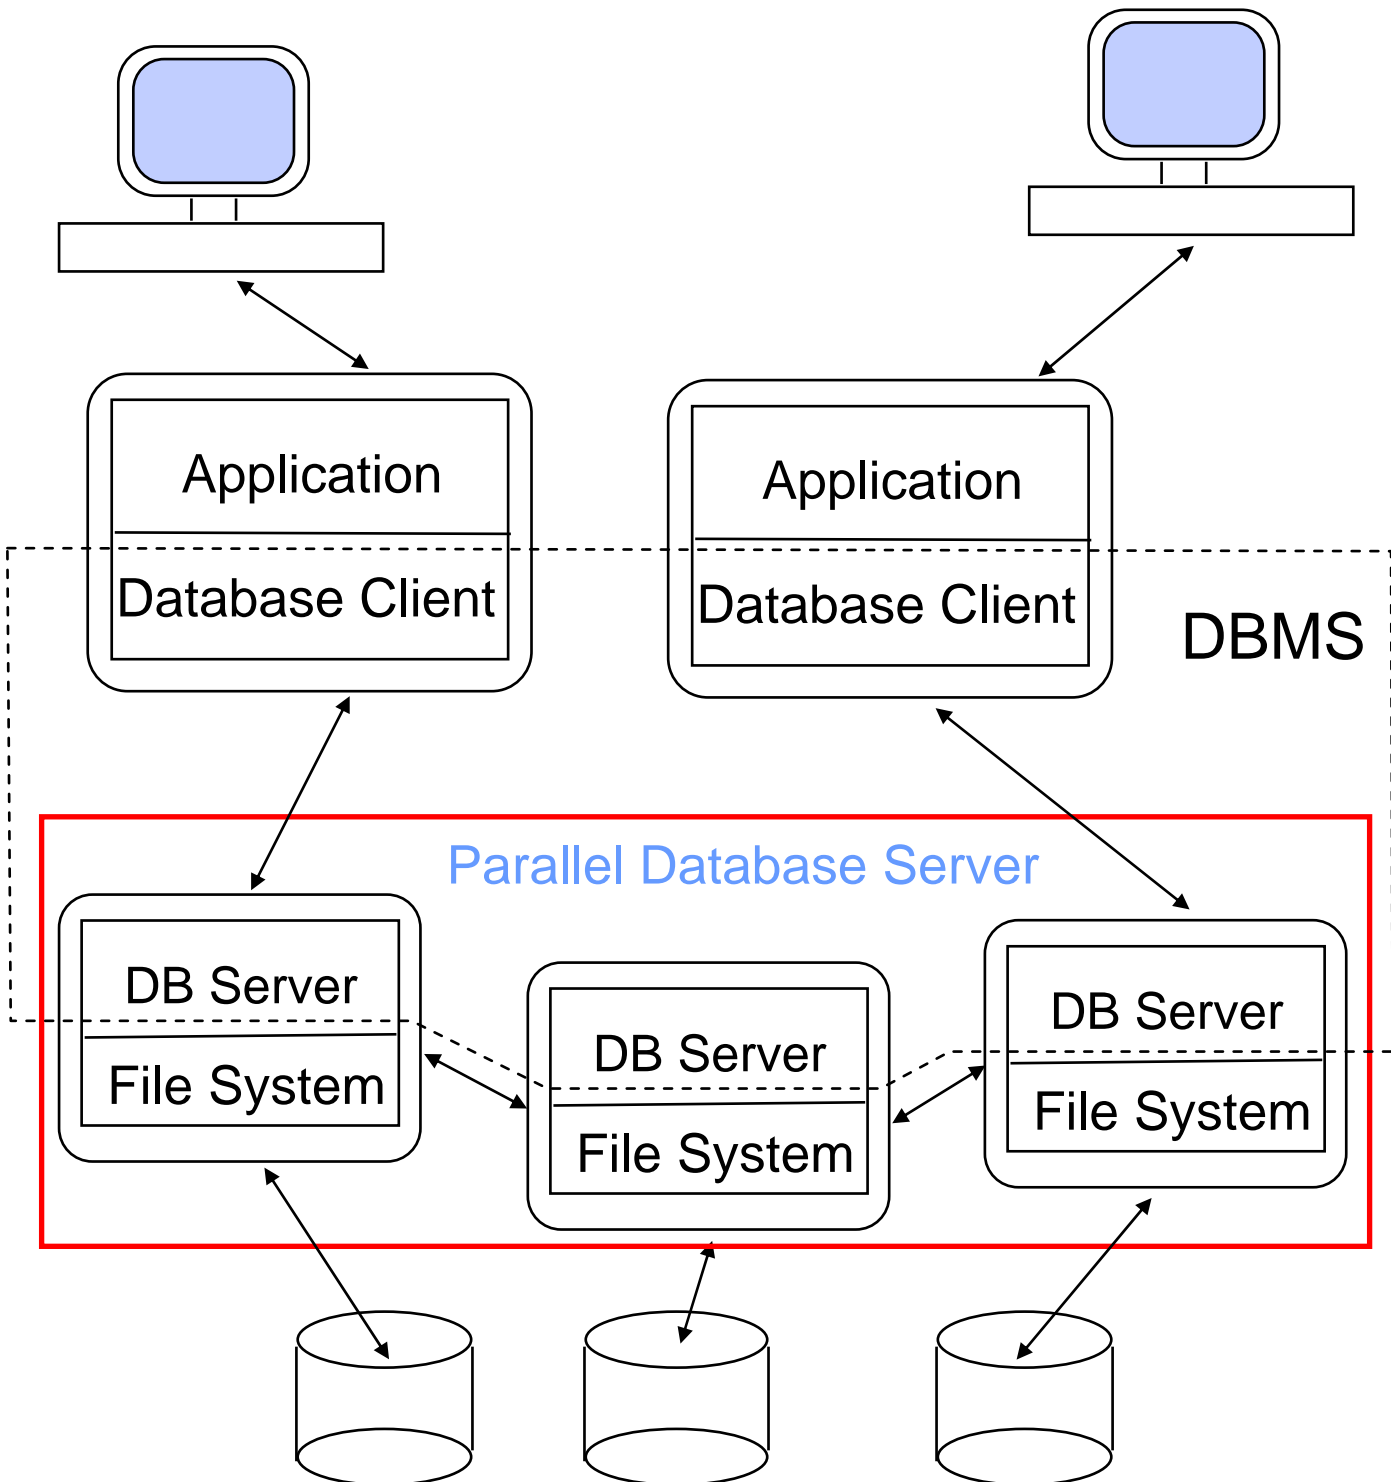 Application
Database Client
Application
Database Client
DBMS
Parallel Database Server
DB Server
File System
DB Server
File System
DB Server
File System